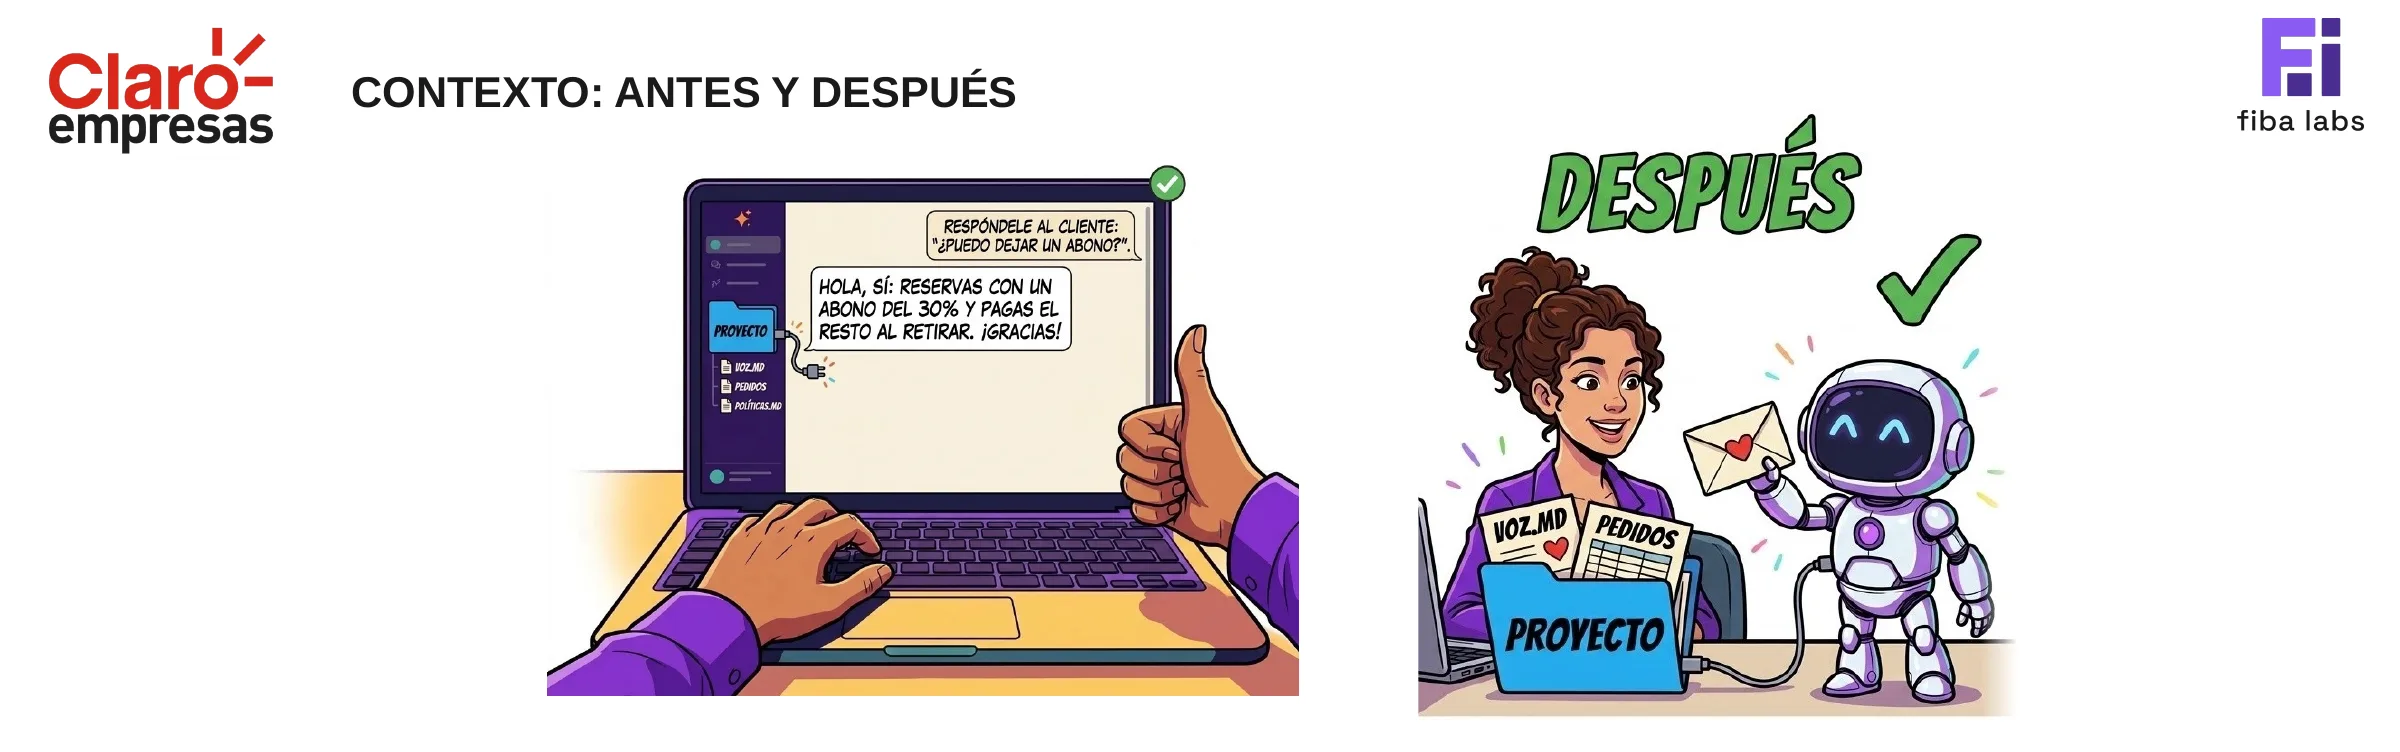 Claro
empresas
CONTEXTO: ANTES Y DESPUÉS
Fi
fiba labs
RESPÓNDELE AL CLIENTE:
"¿PUEDO DEJAR UN ABONO?".
HOLA, SÍ: RESERVAS CON UN
ABONO DEL 30% Y PAGAS EL
RESTO AL RETIRAR. ¡GRACIAS!
PROYECTO
VOZ.MD
PEDIDOS
POLÍTICAS.MD
DESPUÉS
VOZ.MD
PEDIDOS
PROYECTO